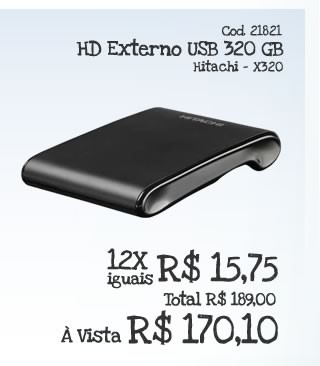 Cod. 21821
HD Externo USB 320 GB
Hitachi - X320
HITACHI
12X
iguais R$ 15,75
Total R$ 189,00
À Vista R$ 170,10